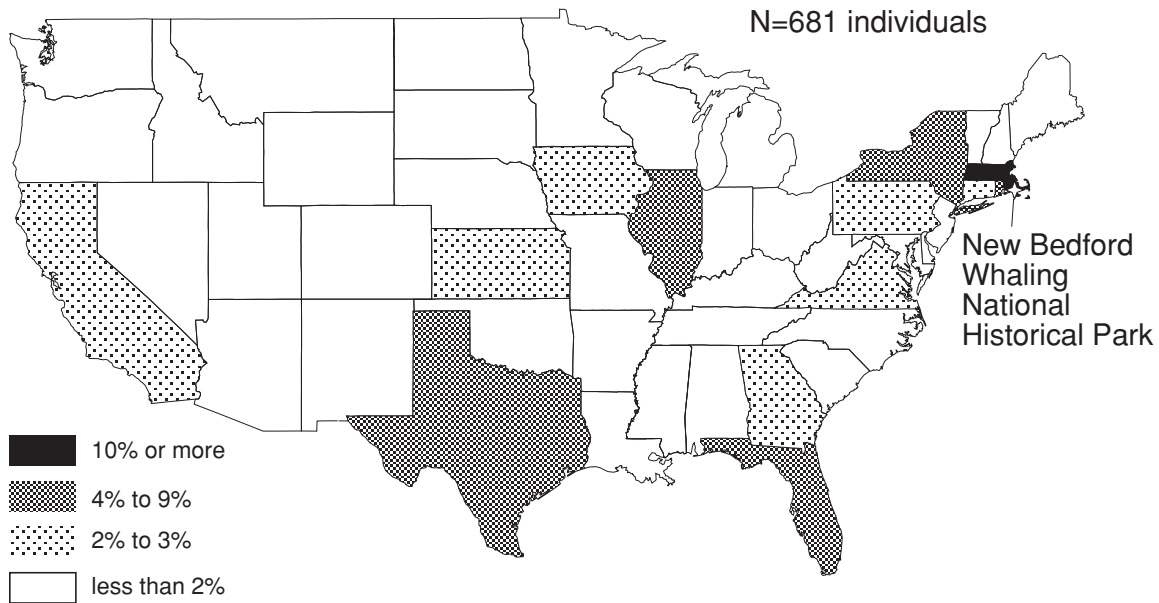 N=681 individuals
New Bedford
Whaling
National
Historical Park
10% or more
4% to 9%
2% to 3%
less than 2%